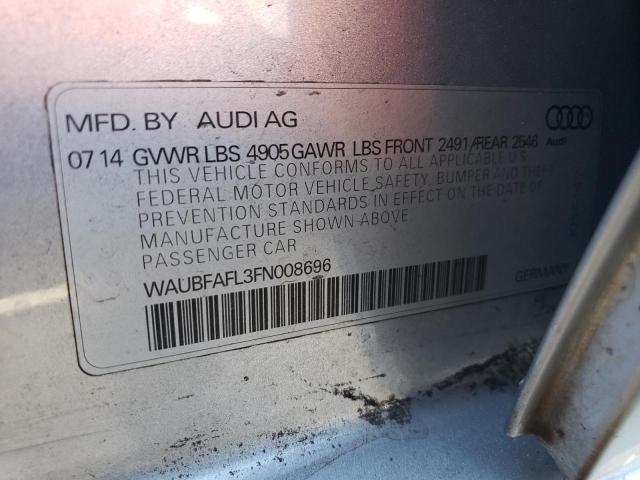 MFD. BY AUDI AG
07 14 GVWR LBS 4905 GAWR LBS FRONT 2491/REAR 2546
Audi
THIS VEHICLE CONFORMS TO ALL APPLICABLE U.S.
FEDERAL MOTOR VEHICLE SAFETY, BUMPER AND THEFT
PREVENTION STANDARDS IN EFFECT ON THE DATE OF
MANUFACTURE SHOWN ABOVE
PASSENGER CAR
WAUBFAFL3FN008696
GERMANY